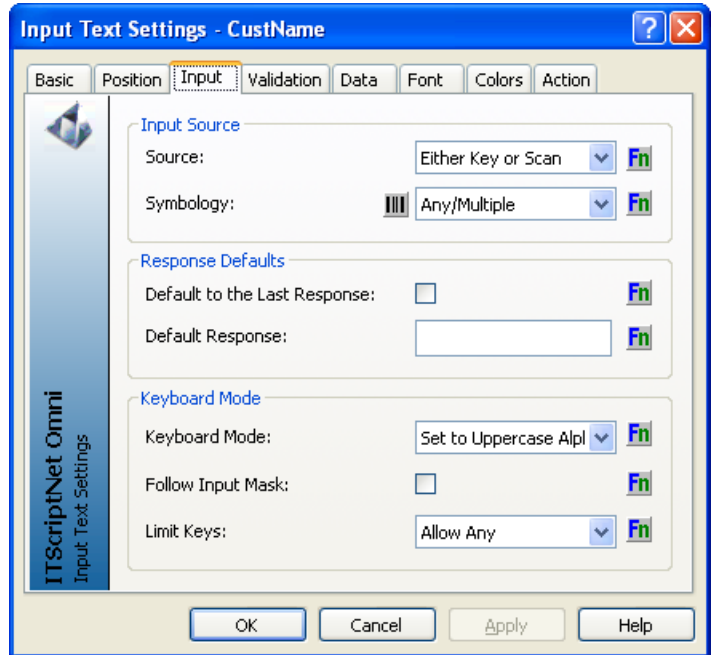 Input Text Settings - CustName
?
Basic Position Input Validation Data Font Colors Action
Input Source
Source: Either Key or Scan Fn
Symbology: Any/Multiple Fn
Response Defaults
Default to the Last Response: Fn
Default Response: Fn
Keyboard Mode
Keyboard Mode: Set to Uppercase Alpl Fn
Follow Input Mask: Fn
Limit Keys: Allow Any Fn
ITScriptNet Omni
Input Text Settings
OK Cancel Apply Help